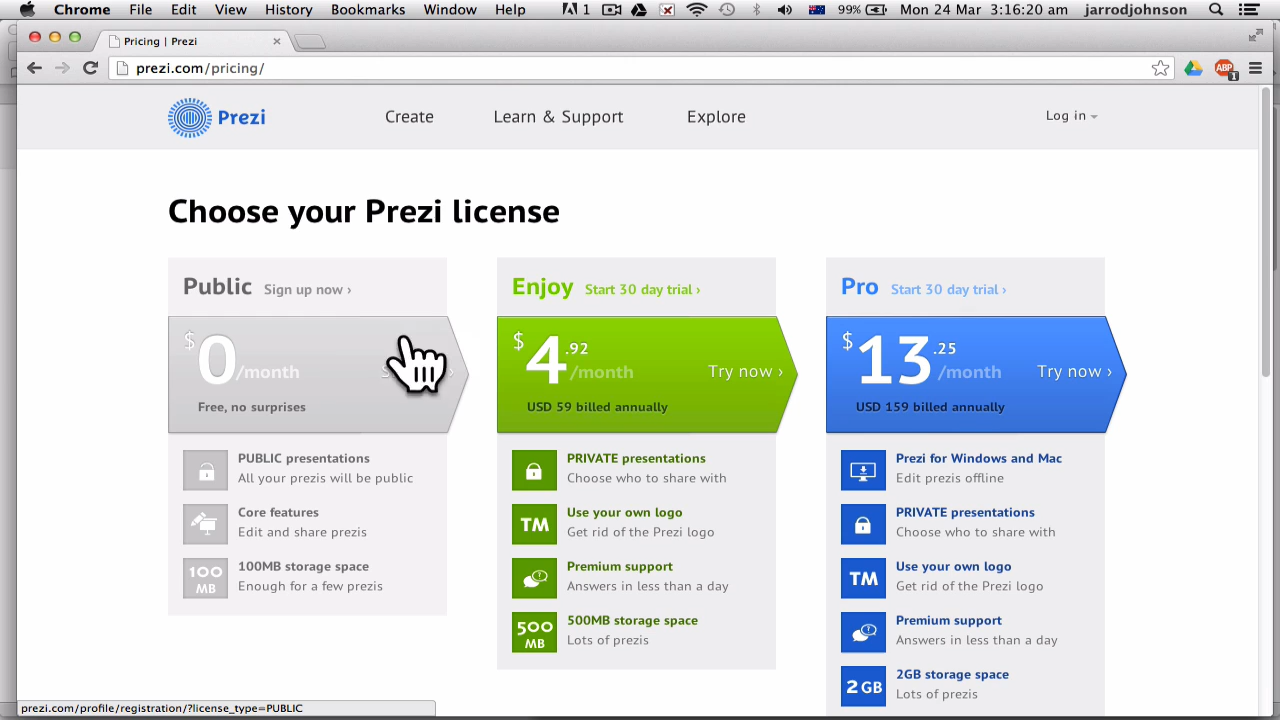 Chrome File Edit View History Bookmarks Window Help
1 99% Mon 24 Mar 3:16:20 am jarrodjohnson
Pricing | Prezi
prezi.com/pricing/
ABP 1
Prezi Create Learn & Support Explore Log in
Choose your Prezi license
Public Sign up now ›
$0/month
Free, no surprises
PUBLIC presentations
All your prezis will be public
Core features
Edit and share prezis
100 MB
100MB storage space
Enough for a few prezis
Enjoy Start 30 day trial ›
$4.92/month Try now ›
USD 59 billed annually
PRIVATE presentations
Choose who to share with
TM
Use your own logo
Get rid of the Prezi logo
Premium support
Answers in less than a day
500 MB
500MB storage space
Lots of prezis
Pro Start 30 day trial ›
$13.25/month Try now ›
USD 159 billed annually
Prezi for Windows and Mac
Edit prezis offline
PRIVATE presentations
Choose who to share with
TM
Use your own logo
Get rid of the Prezi logo
Premium support
Answers in less than a day
2 GB
2GB storage space
Lots of prezis
prezi.com/profile/registration/?license_type=PUBLIC